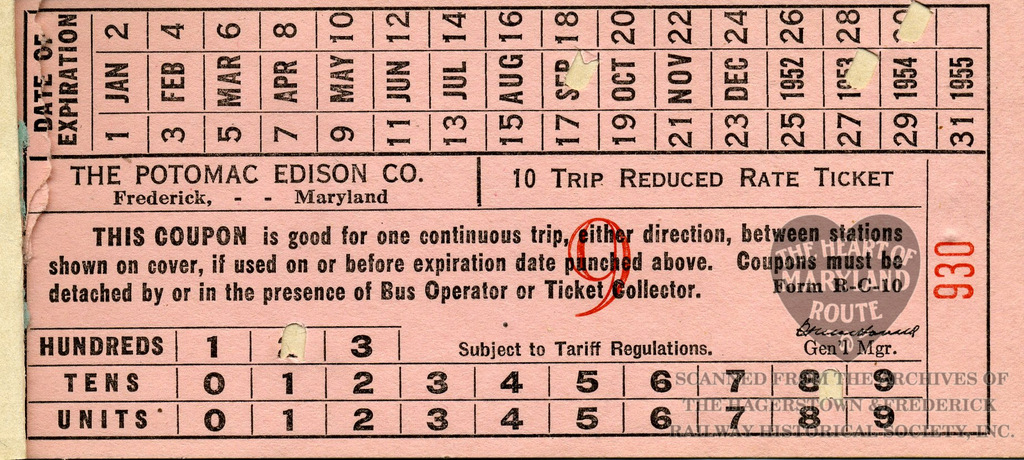 DATE OF EXPIRATION
JAN FEB MAR APR MAY JUN JUL AUG SEP OCT NOV DEC 1952 1953 1954 1955
2 4 6 8 10 12 14 16 18 20 22 24 26 28
1 3 5 7 9 11 13 15 17 19 21 23 25 27 29 31
THE POTOMAC EDISON CO.
Frederick, - - Maryland
10 TRIP REDUCED RATE TICKET
THIS COUPON is good for one continuous trip, either direction, between stations
shown on cover, if used on or before expiration date punched above. Coupons must be
detached by or in the presence of Bus Operator or Ticket Collector. Form R-C-10
9
930
THE HEART OF
MARYLAND
ROUTE
Subject to Tariff Regulations.
Gen'l Mgr.
HUNDREDS 1 2 3
TENS 0 1 2 3 4 5 6 7 8 9
UNITS 0 1 2 3 4 5 6 7 8 9
SCANNED FROM THE ARCHIVES OF
THE HAGERSTOWN & FREDERICK
RAILWAY HISTORICAL SOCIETY, INC.